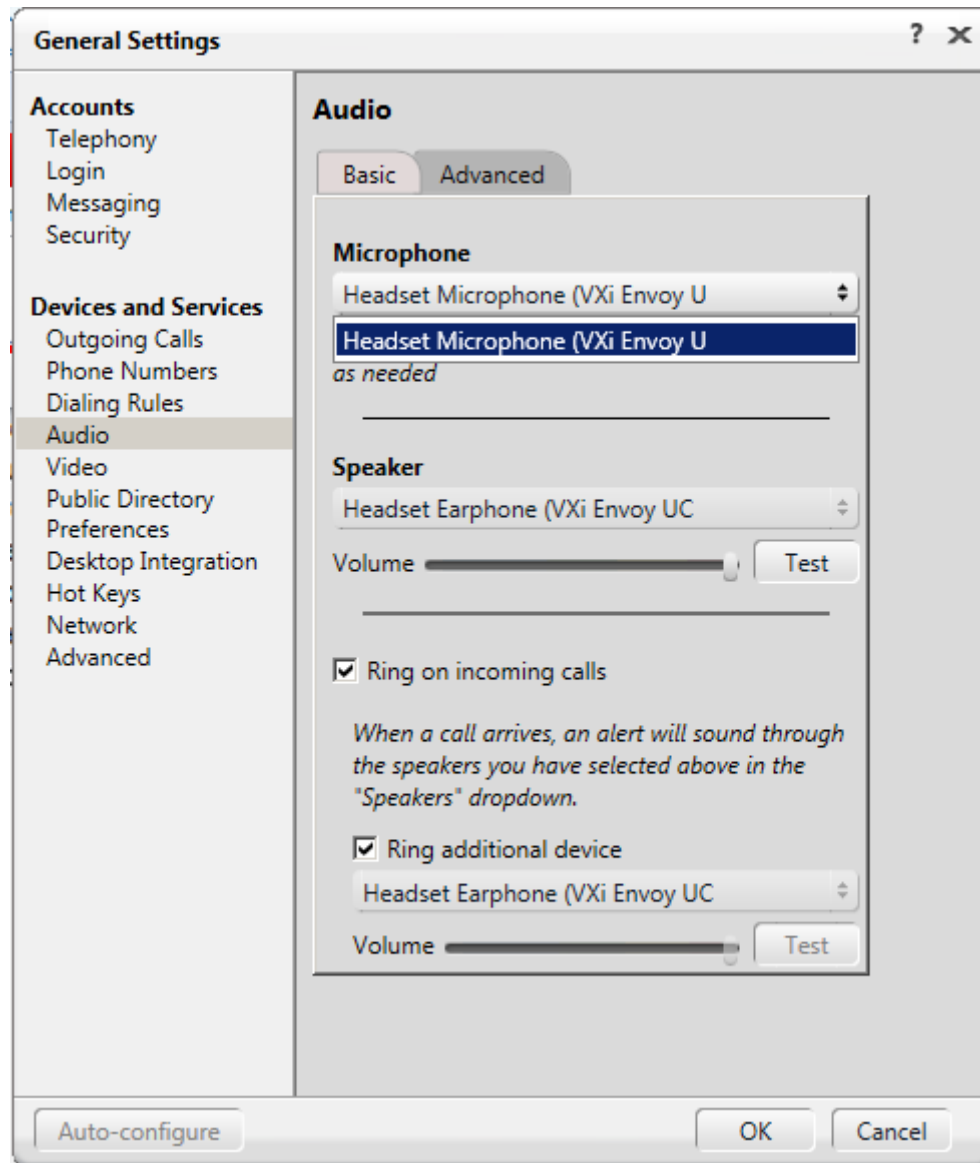 General Settings
? x
Accounts
Telephony
Login
Messaging
Security
Devices and Services
Outgoing Calls
Phone Numbers
Dialing Rules
Audio
Video
Public Directory
Preferences
Desktop Integration
Hot Keys
Network
Advanced
Audio
Basic Advanced
Microphone
Headset Microphone (VXi Envoy U
Headset Microphone (VXi Envoy U
as needed
Speaker
Headset Earphone (VXi Envoy UC
Volume Test
Ring on incoming calls
When a call arrives, an alert will sound through
the speakers you have selected above in the
"Speakers" dropdown.
Ring additional device
Headset Earphone (VXi Envoy UC
Volume Test
Auto-configure OK Cancel